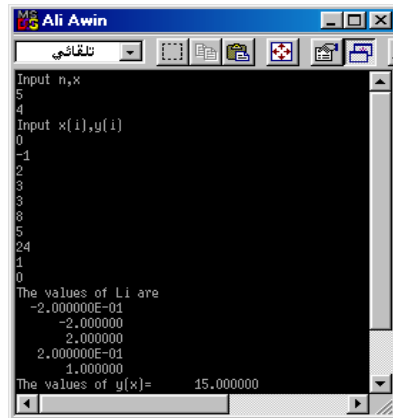 Ali Awin
تلقائي
Input n,x
5
4
Input x(i),y(i)
0
-1
2
3
3
8
5
24
1
0
The values of Li are
-2.000000E-01
-2.000000
2.000000
2.000000E-01
1.000000
The values of y(x)= 15.000000